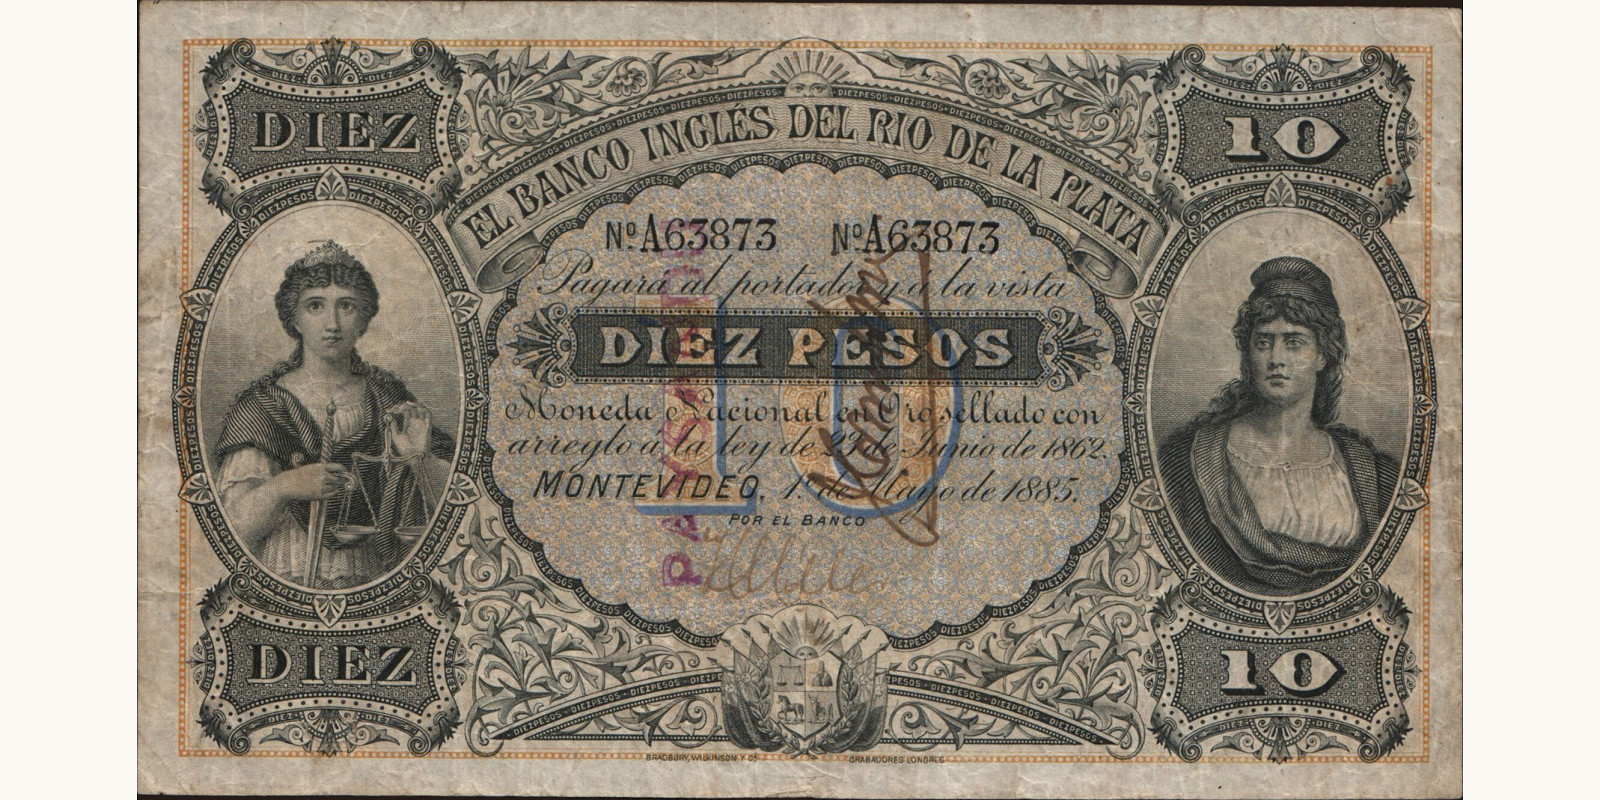 DIEZ
10
EL BANCO INGLÉS DEL RIO DE LA PLATA
Nº A63873 Nº A63873
Pagará al portador y á la vista
DIEZ PESOS
10
Moneda Nacional en Oro sellado con
arreglo á la ley de 23 de Junio de 1862.
MONTEVIDEO, 1º de Mayo de 1885.
POR EL BANCO
DIEZ
10
BRADBURY, WILKINSON Y Cª GRABADORES LONDRES